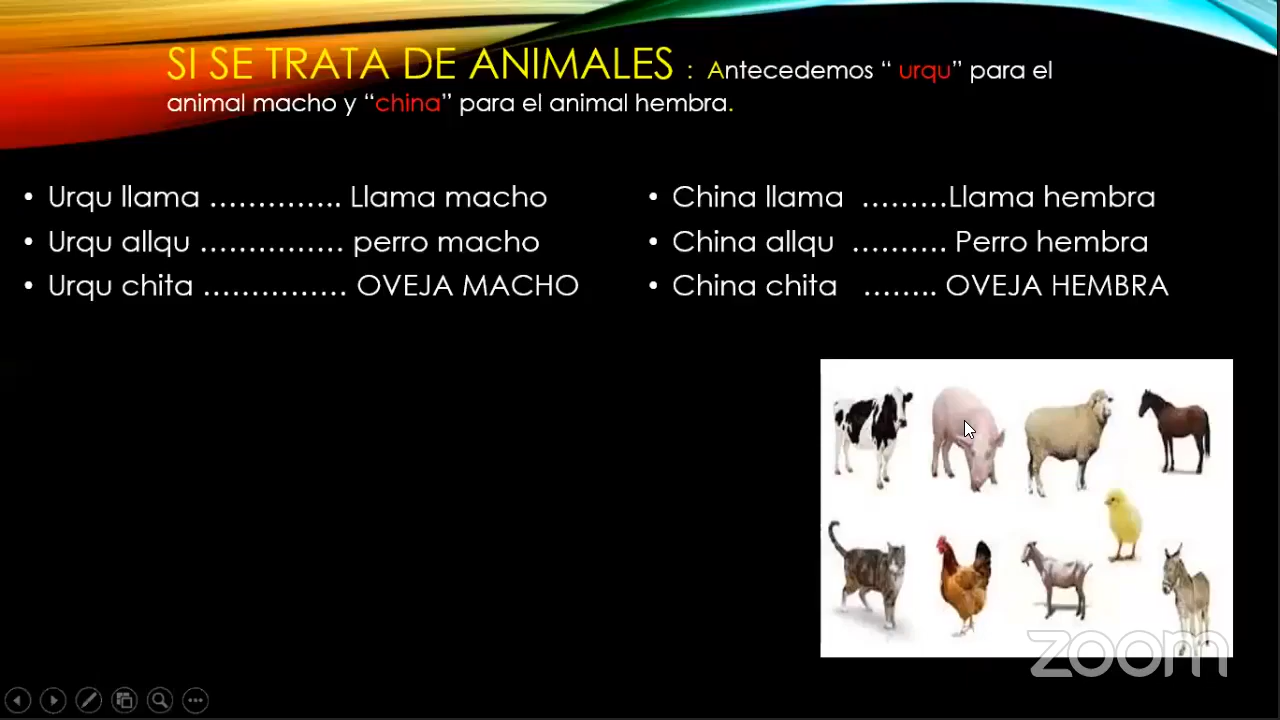 SI SE TRATA DE ANIMALES : Antecedemos “ urqu” para el
animal macho y “china” para el animal hembra.
• Urqu llama ………….. Llama macho
• Urqu allqu …………… perro macho
• Urqu chita …………… OVEJA MACHO
• China llama ………Llama hembra
• China allqu ………. Perro hembra
• China chita …….. OVEJA HEMBRA
zoom